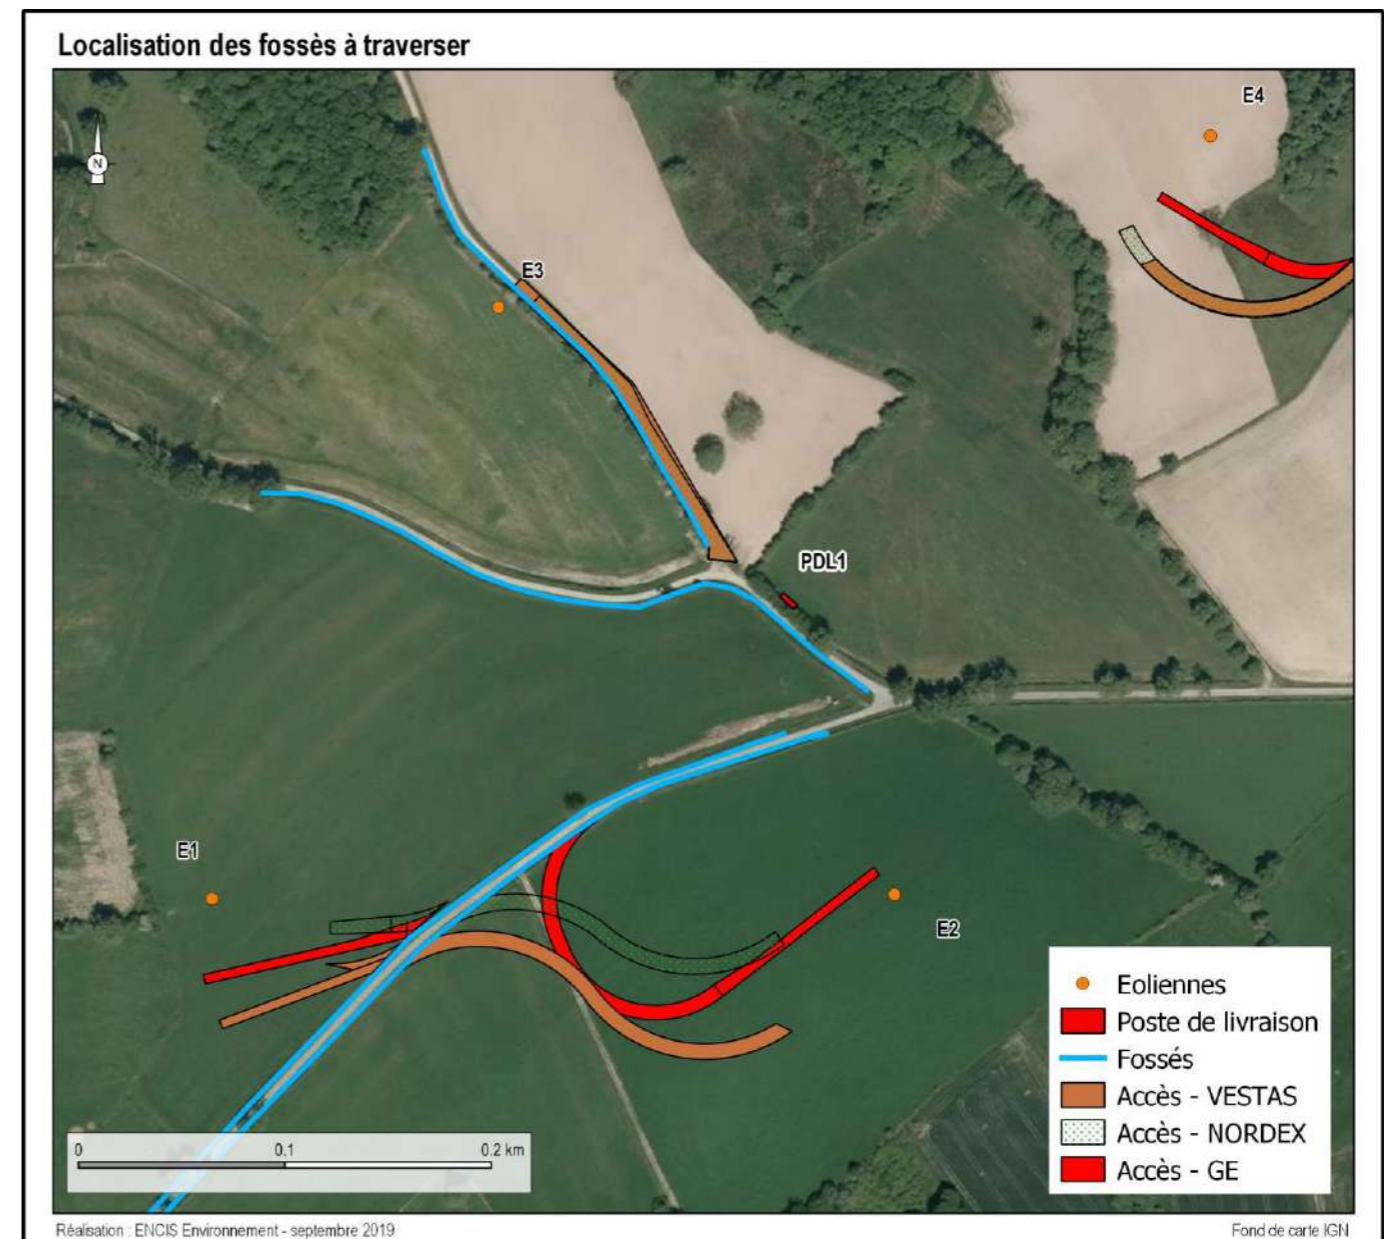 Localisation des fossès à traverser
E4
N
E3
PDL1
E1
E2
Eoliennes
Poste de livraison
Fossés
Accès - VESTAS
Accès - NORDEX
Accès - GE
0 0.1 0.2 km
Réalisation : ENCIS Environnement - septembre 2019
Fond de carte IGN